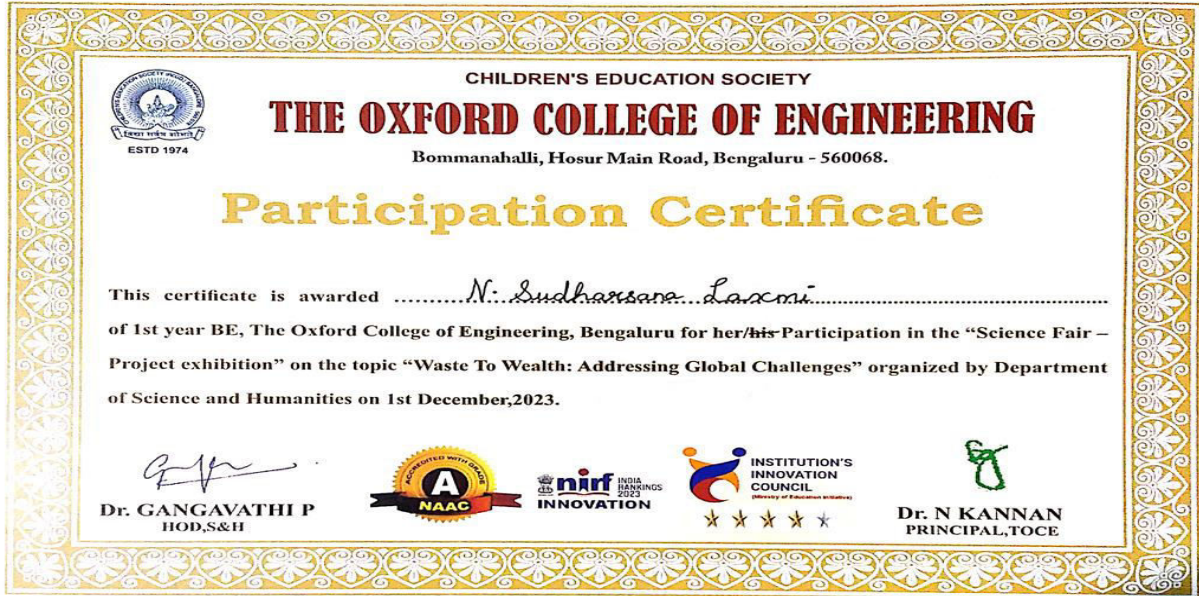 CHILDREN'S EDUCATION SOCIETY
THE OXFORD COLLEGE OF ENGINEERING
Bommanahalli, Hosur Main Road, Bengaluru - 560068.
ESTD 1974
Participation Certificate
This certificate is awarded ..........N. Sudharsana Laxmi..........
of 1st year BE, The Oxford College of Engineering, Bengaluru for her/his Participation in the “Science Fair –
Project exhibition” on the topic “Waste To Wealth: Addressing Global Challenges” organized by Department
of Science and Humanities on 1st December,2023.
Dr. GANGAVATHI P
HOD,S&H
ACCREDITED WITH GRADE
A
NAAC
nirf INDIA RANKINGS 2023
INNOVATION
INSTITUTION'S
INNOVATION
COUNCIL
(Ministry of Education Initiative)
Dr. N KANNAN
PRINCIPAL,TOCE